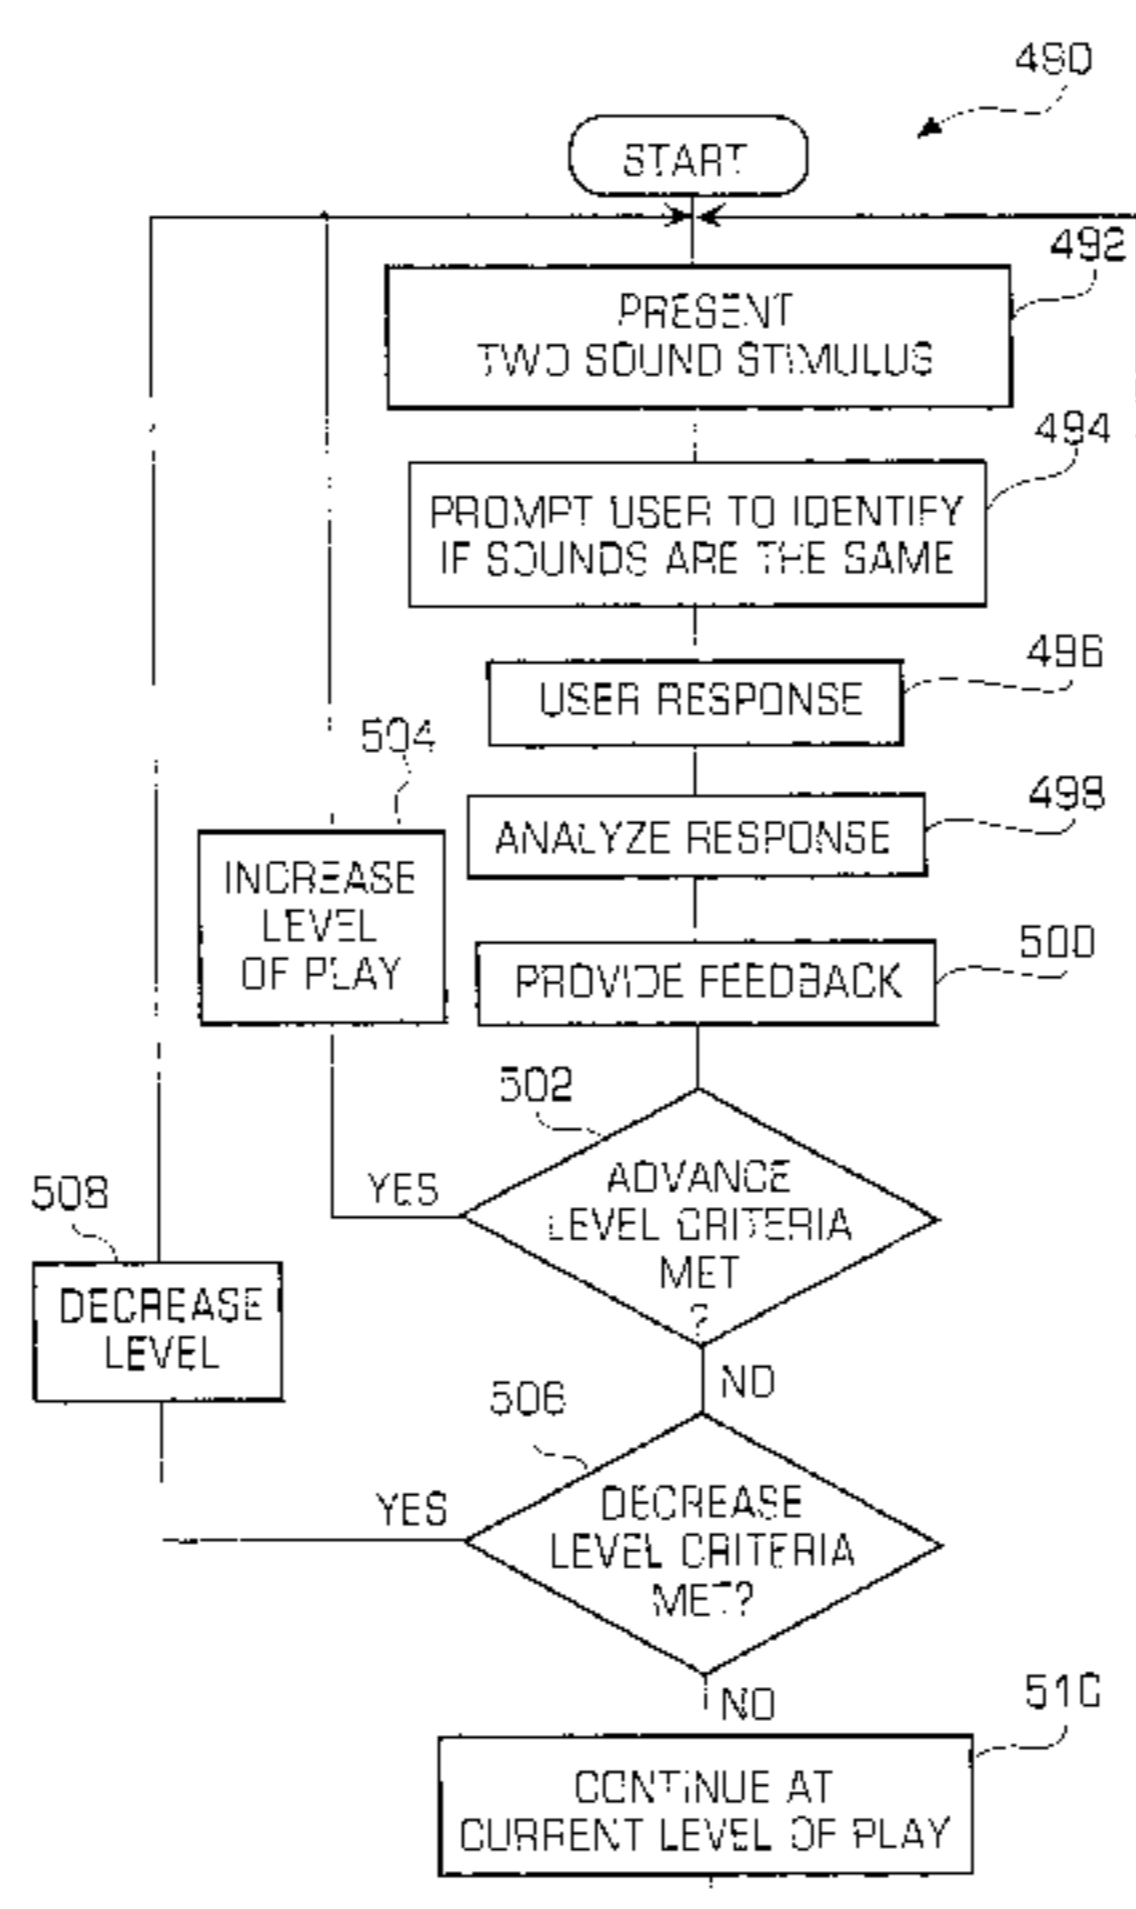 490
START
492
PRESENT
TWO SOUND STIMULUS
494
PROMPT USER TO IDENTIFY
IF SOUNDS ARE THE SAME
496
USER RESPONSE
504
498
ANALYZE RESPONSE
INCREASE
LEVEL
OF PLAY
500
PROVIDE FEEDBACK
502
ADVANCE
LEVEL CRITERIA
MET
?
YES
508
DECREASE
LEVEL
NO
506
DECREASE
LEVEL CRITERIA
MET?
YES
NO
510
CONTINUE AT
CURRENT LEVEL OF PLAY